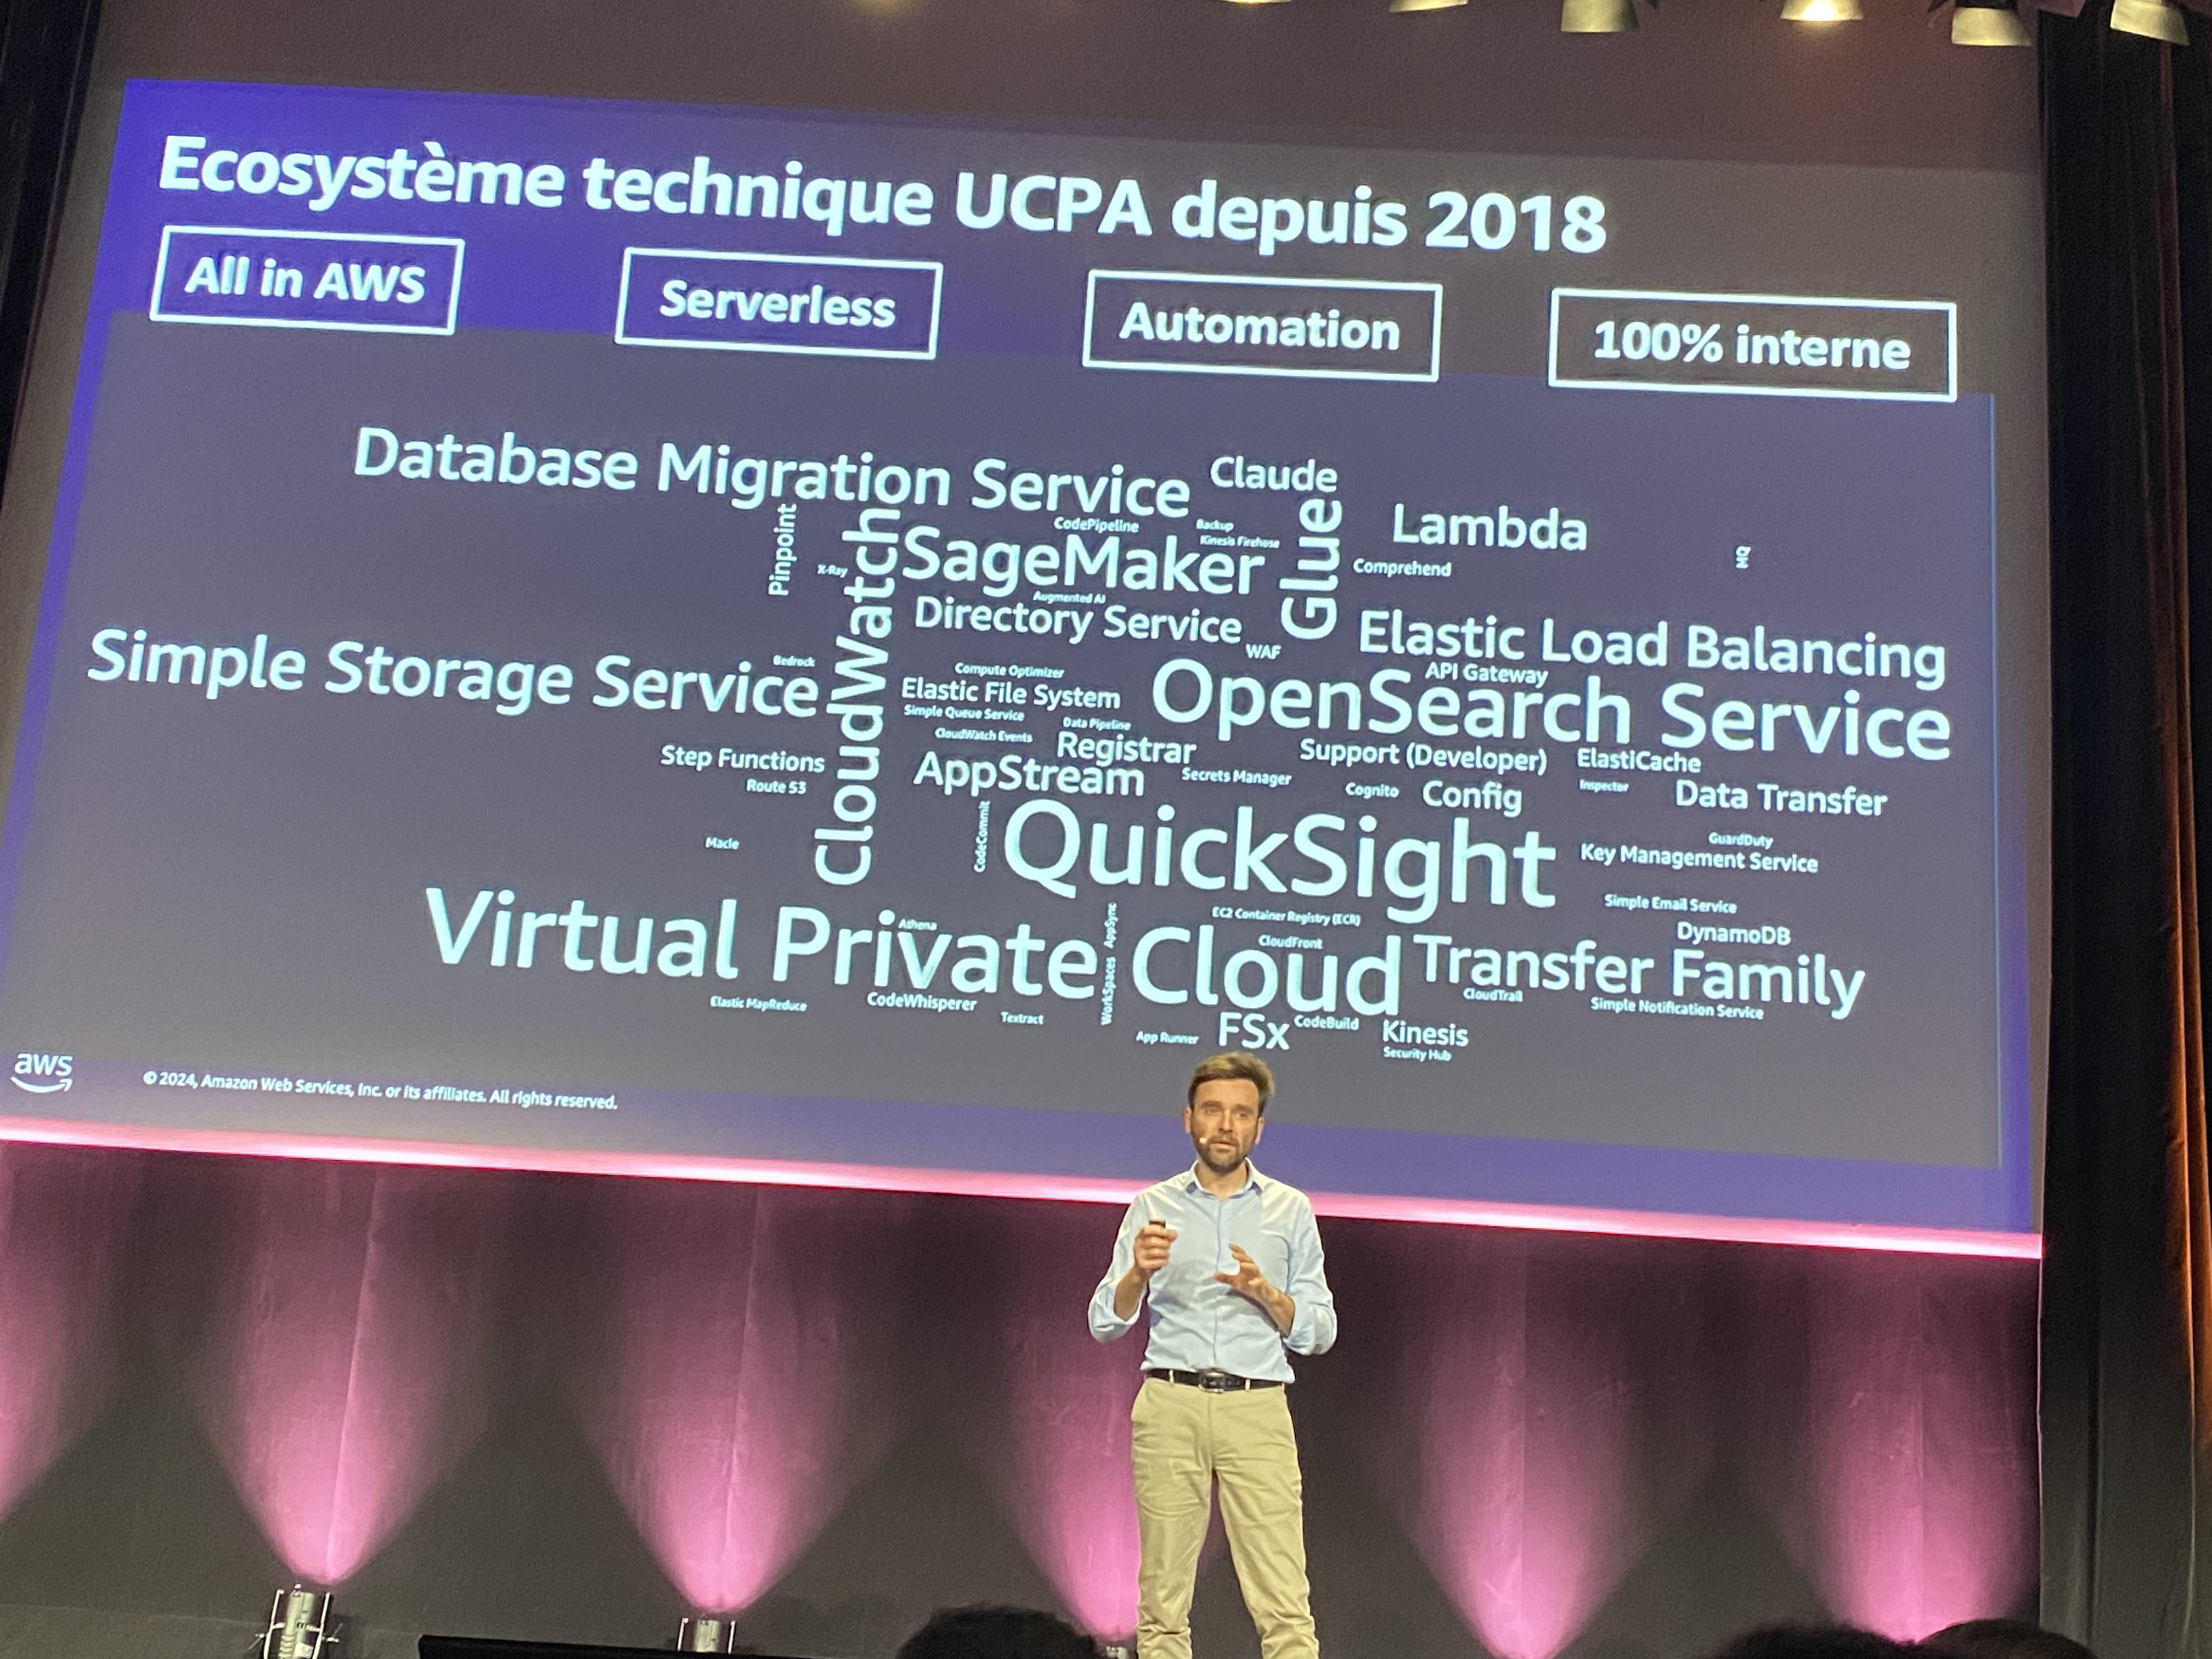 Ecosystème technique UCPA depuis 2018
All in AWS
Serverless
Automation
100% interne
Database Migration Service
Claude
Lambda
Pinpoint
CloudWatch
CodePipeline
Backup
Kinesis Firehose
Glue
MQ
X-Ray
SageMaker
Comprehend
Augmented AI
Directory Service
WAF
Elastic Load Balancing
Simple Storage Service
Bedrock
Compute Optimizer
API Gateway
Elastic File System
OpenSearch Service
Simple Queue Service
Data Pipeline
CloudWatch Events
Registrar
Support (Developer)
ElastiCache
Step Functions
AppStream
Secrets Manager
Route 53
Cognito
Config
Inspector
Data Transfer
CodeCommit
QuickSight
Macie
GuardDuty
Key Management Service
Simple Email Service
Virtual Private Cloud
Athena
AppSync
EC2 Container Registry (ECR)
CloudFront
DynamoDB
Transfer Family
WorkSpaces
Elastic MapReduce
CodeWhisperer
Textract
CloudTrail
Simple Notification Service
App Runner
FSx
CodeBuild
Kinesis
Security Hub
aws
© 2024, Amazon Web Services, Inc. or its affiliates. All rights reserved.